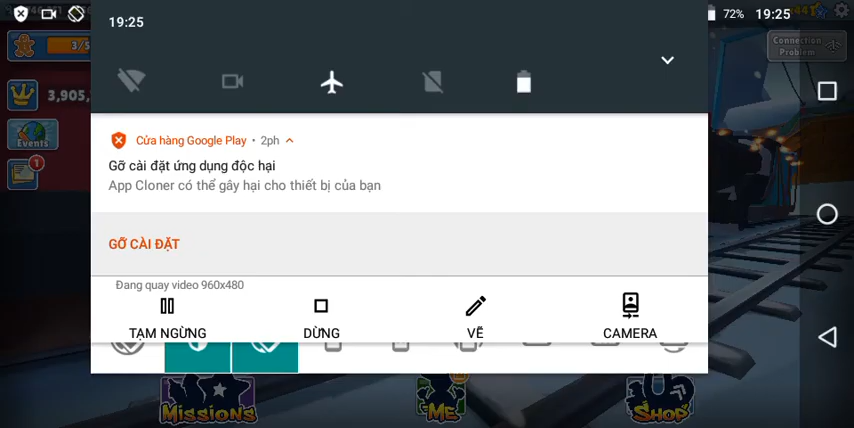 19:25
72%
19:25
Connection
Problem
3/5
3,905,
Events
1
Cửa hàng Google Play • 2ph
Gỡ cài đặt ứng dụng độc hại
App Cloner có thể gây hại cho thiết bị của bạn
GỠ CÀI ĐẶT
Đang quay video 960x480
TẠM NGỪNG
DỪNG
VẼ
CAMERA
Missions
ME
Shop